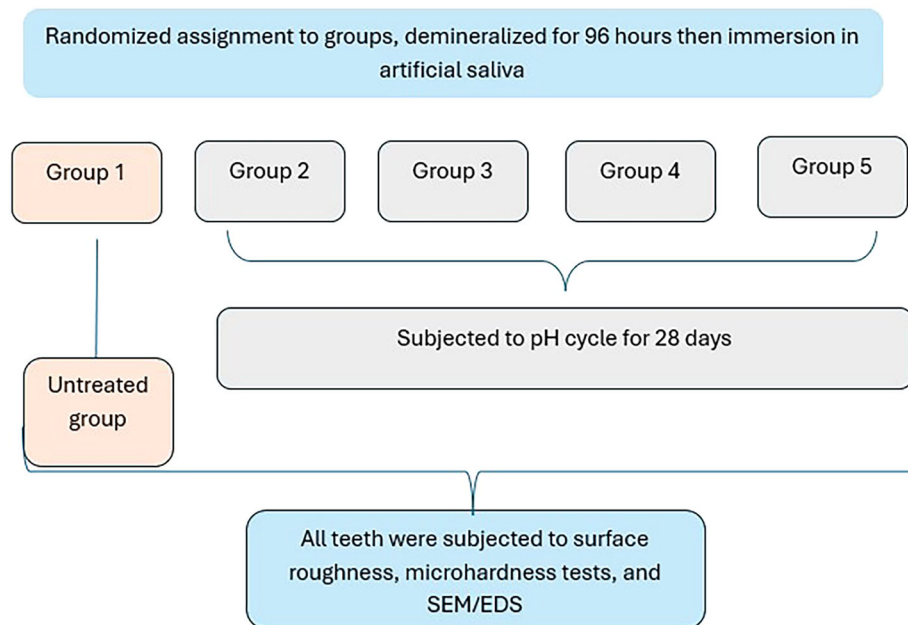 Randomized assignment to groups, demineralized for 96 hours then immersion in
artificial saliva
Group 1
Group 2
Group 3
Group 4
Group 5
Subjected to pH cycle for 28 days
Untreated
group
All teeth were subjected to surface
roughness, microhardness tests, and
SEM/EDS